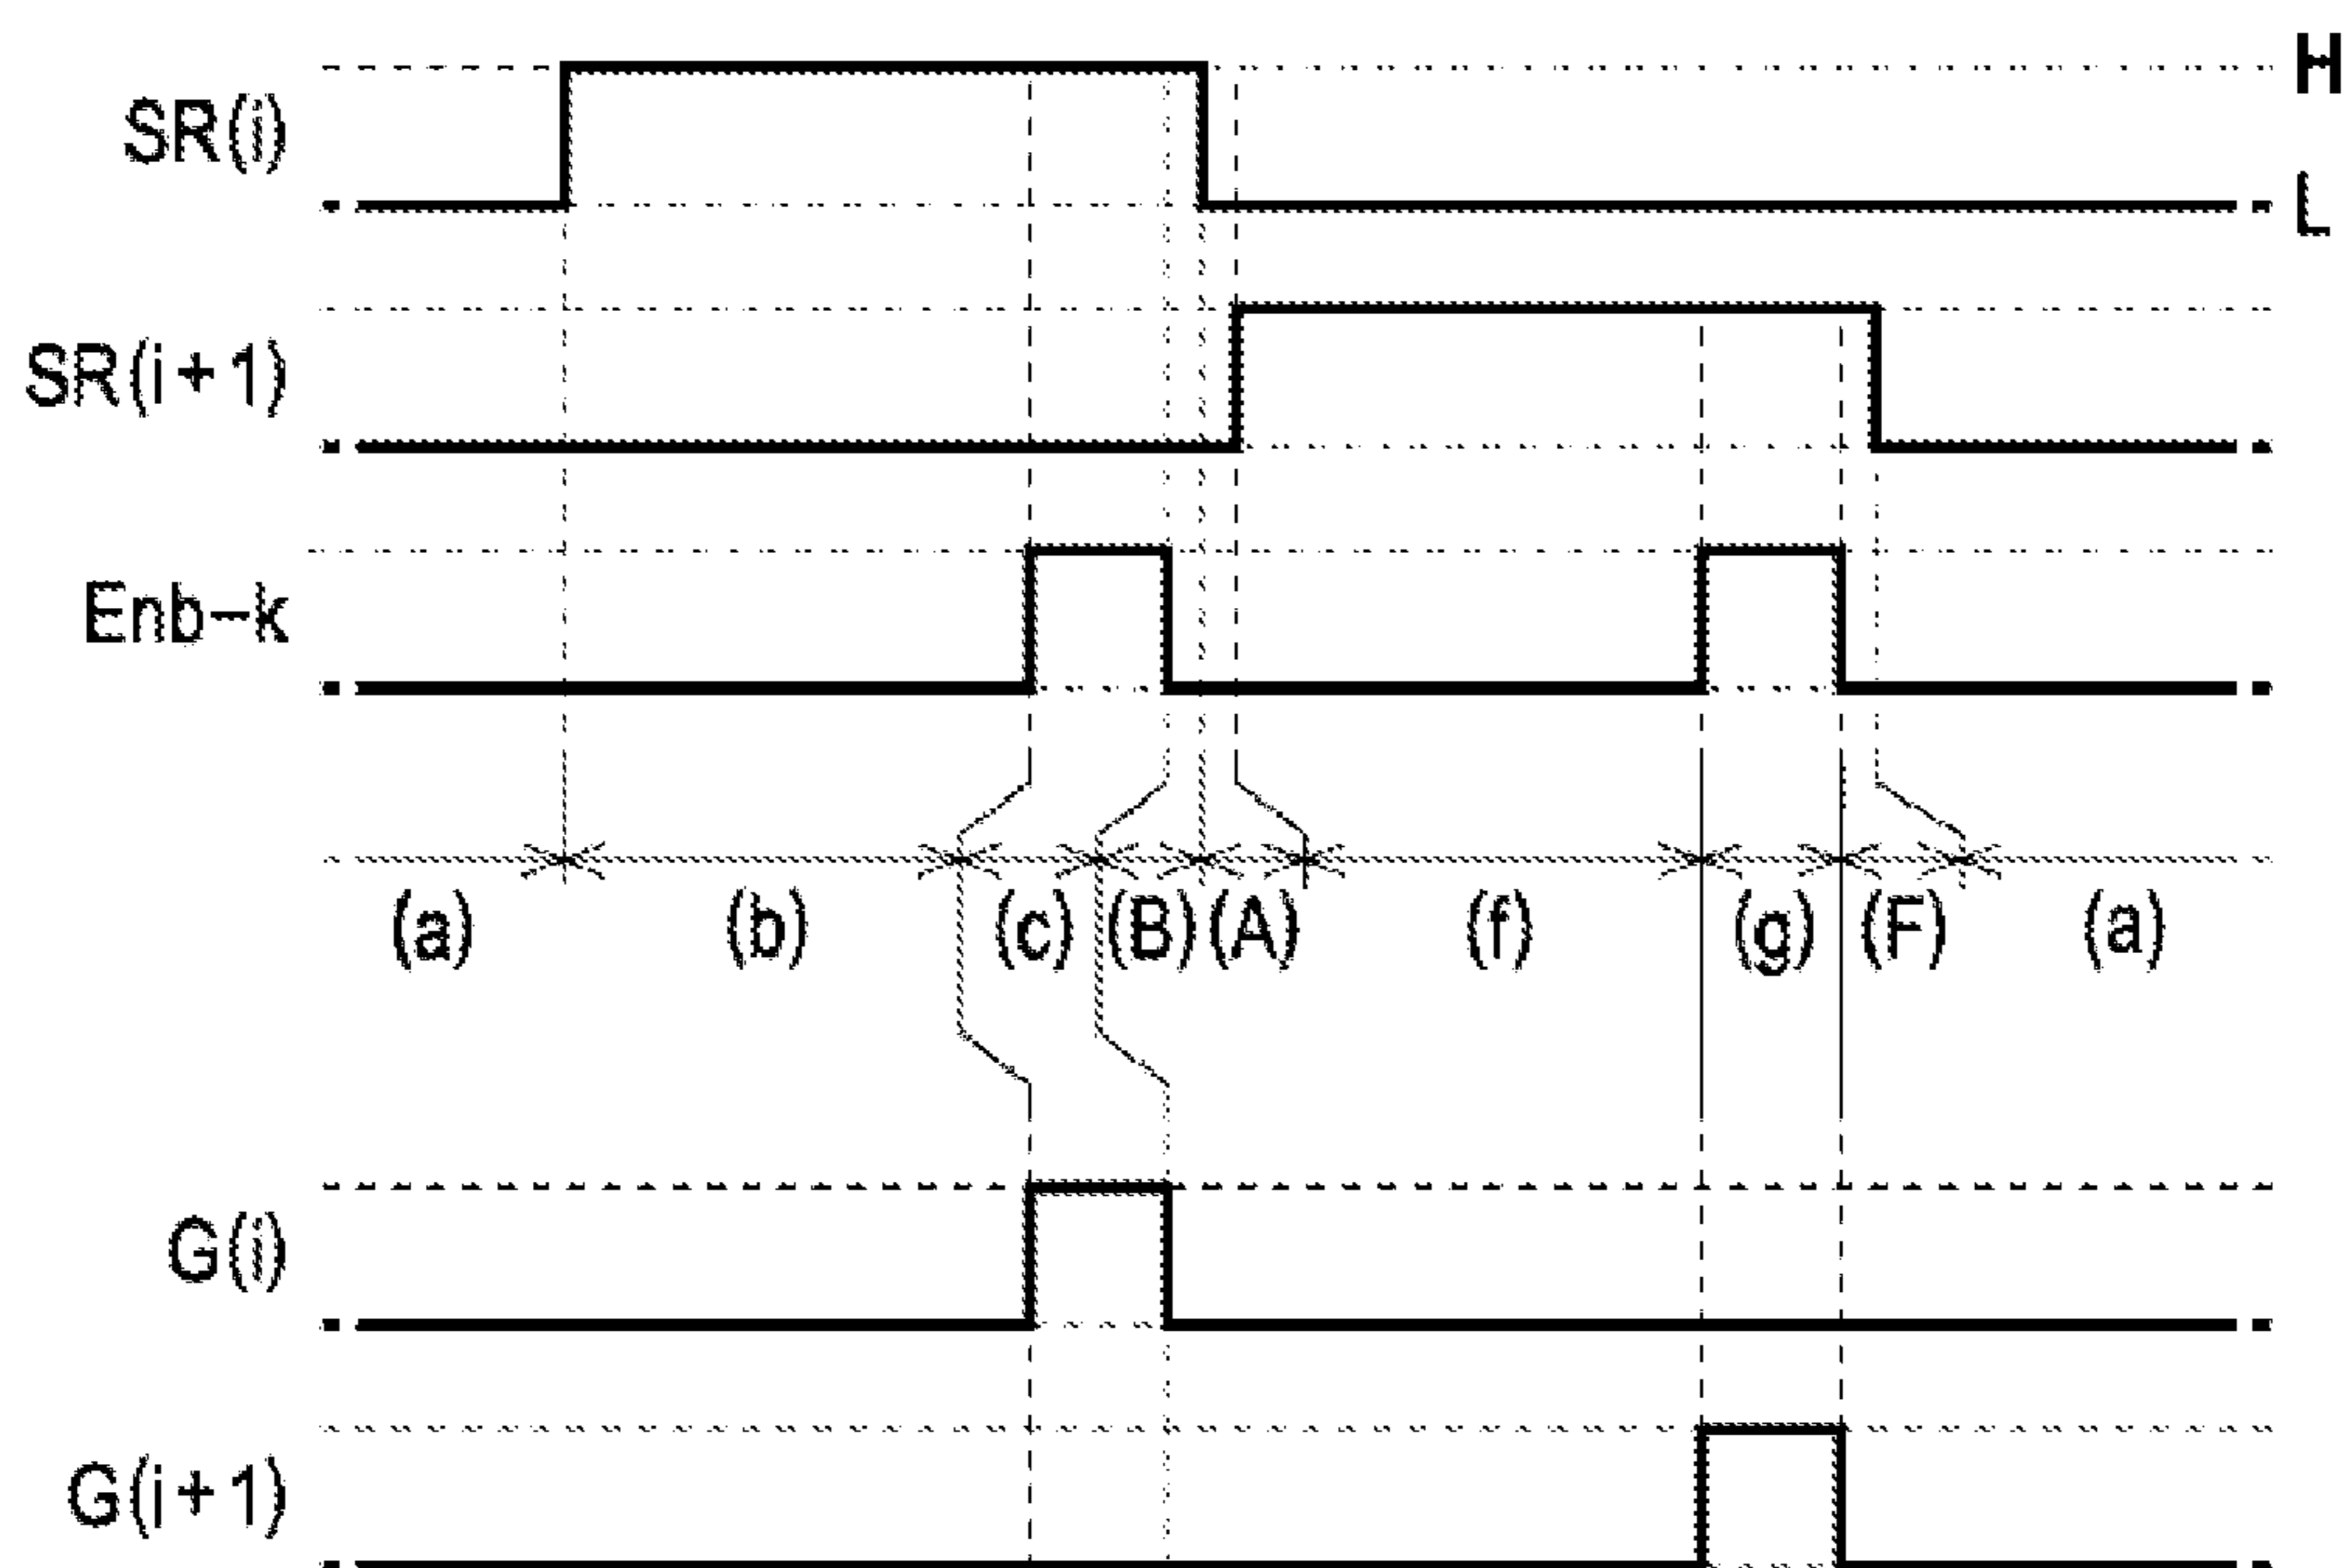 H
SR(i)
L
SR(i+1)
Enb-k
(a) (b) (c) (B) (A) (f) (g) (F) (a)
G(i)
G(i+1)